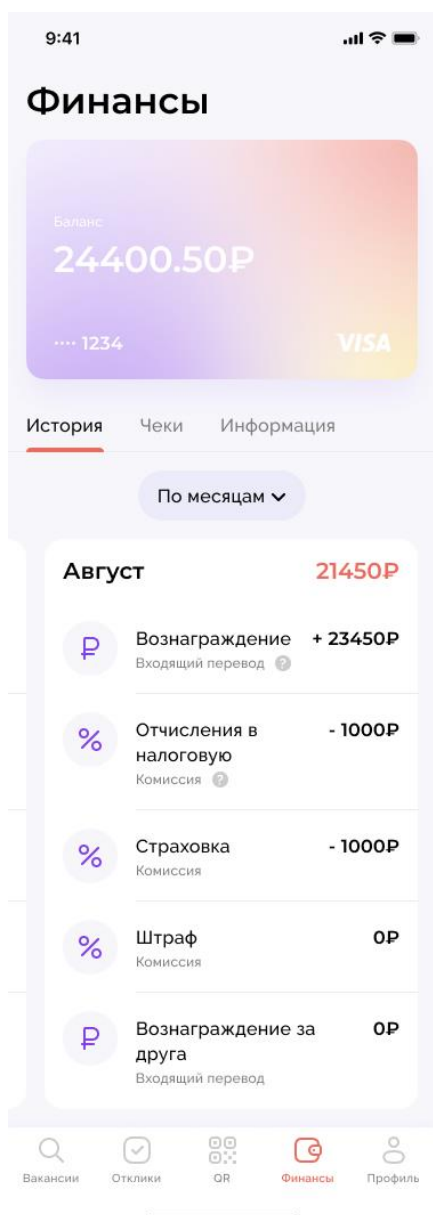 9:41
Финансы
Баланс
24400.50₽
.... 1234
VISA
История Чеки Информация
По месяцам
Август 21450₽
Вознаграждение + 23450₽
Входящий перевод ?
Отчисления в - 1000₽
налоговую
Комиссия ?
Страховка - 1000₽
Комиссия
Штраф 0₽
Комиссия
Вознаграждение за 0₽
друга
Входящий перевод
Вакансии Отклики QR Финансы Профиль